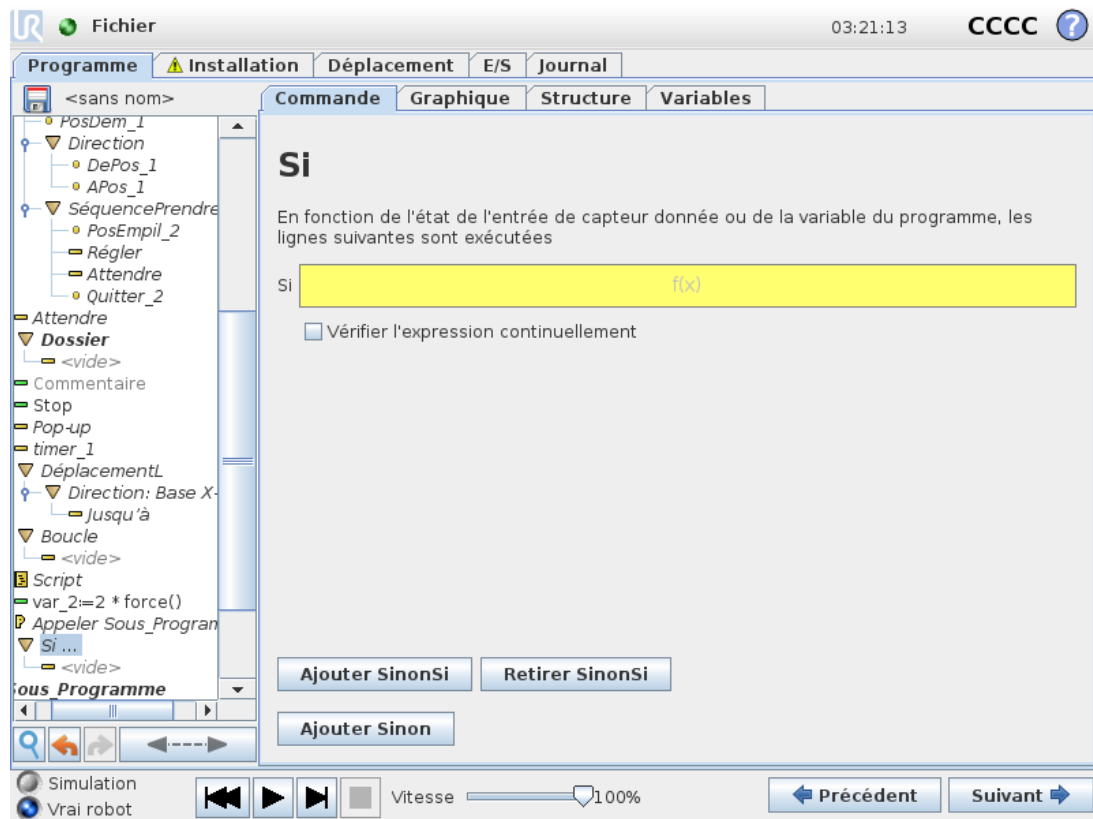 UR Fichier 03:21:13 CCCC ?
Programme Installation Déplacement E/S Journal
<sans nom> Commande Graphique Structure Variables
PosDem_1
Direction
DePos_1
APos_1
SéquencePrendre
PosEmpil_2
Régler
Attendre
Quitter_2
Attendre
Dossier
<vide>
Commentaire
Stop
Pop-up
timer_1
DéplacementL
Direction: Base X-
Jusqu'à
Boucle
<vide>
Script
var_2:=2 * force()
P Appeler Sous_Program
Si ...
<vide>
Sous_Programme
Si
En fonction de l'état de l'entrée de capteur donnée ou de la variable du programme, les
lignes suivantes sont exécutées
Si f(x)
Vérifier l'expression continuellement
Ajouter SinonSi Retirer SinonSi
Ajouter Sinon
Simulation
Vrai robot
Vitesse 100% Précédent Suivant